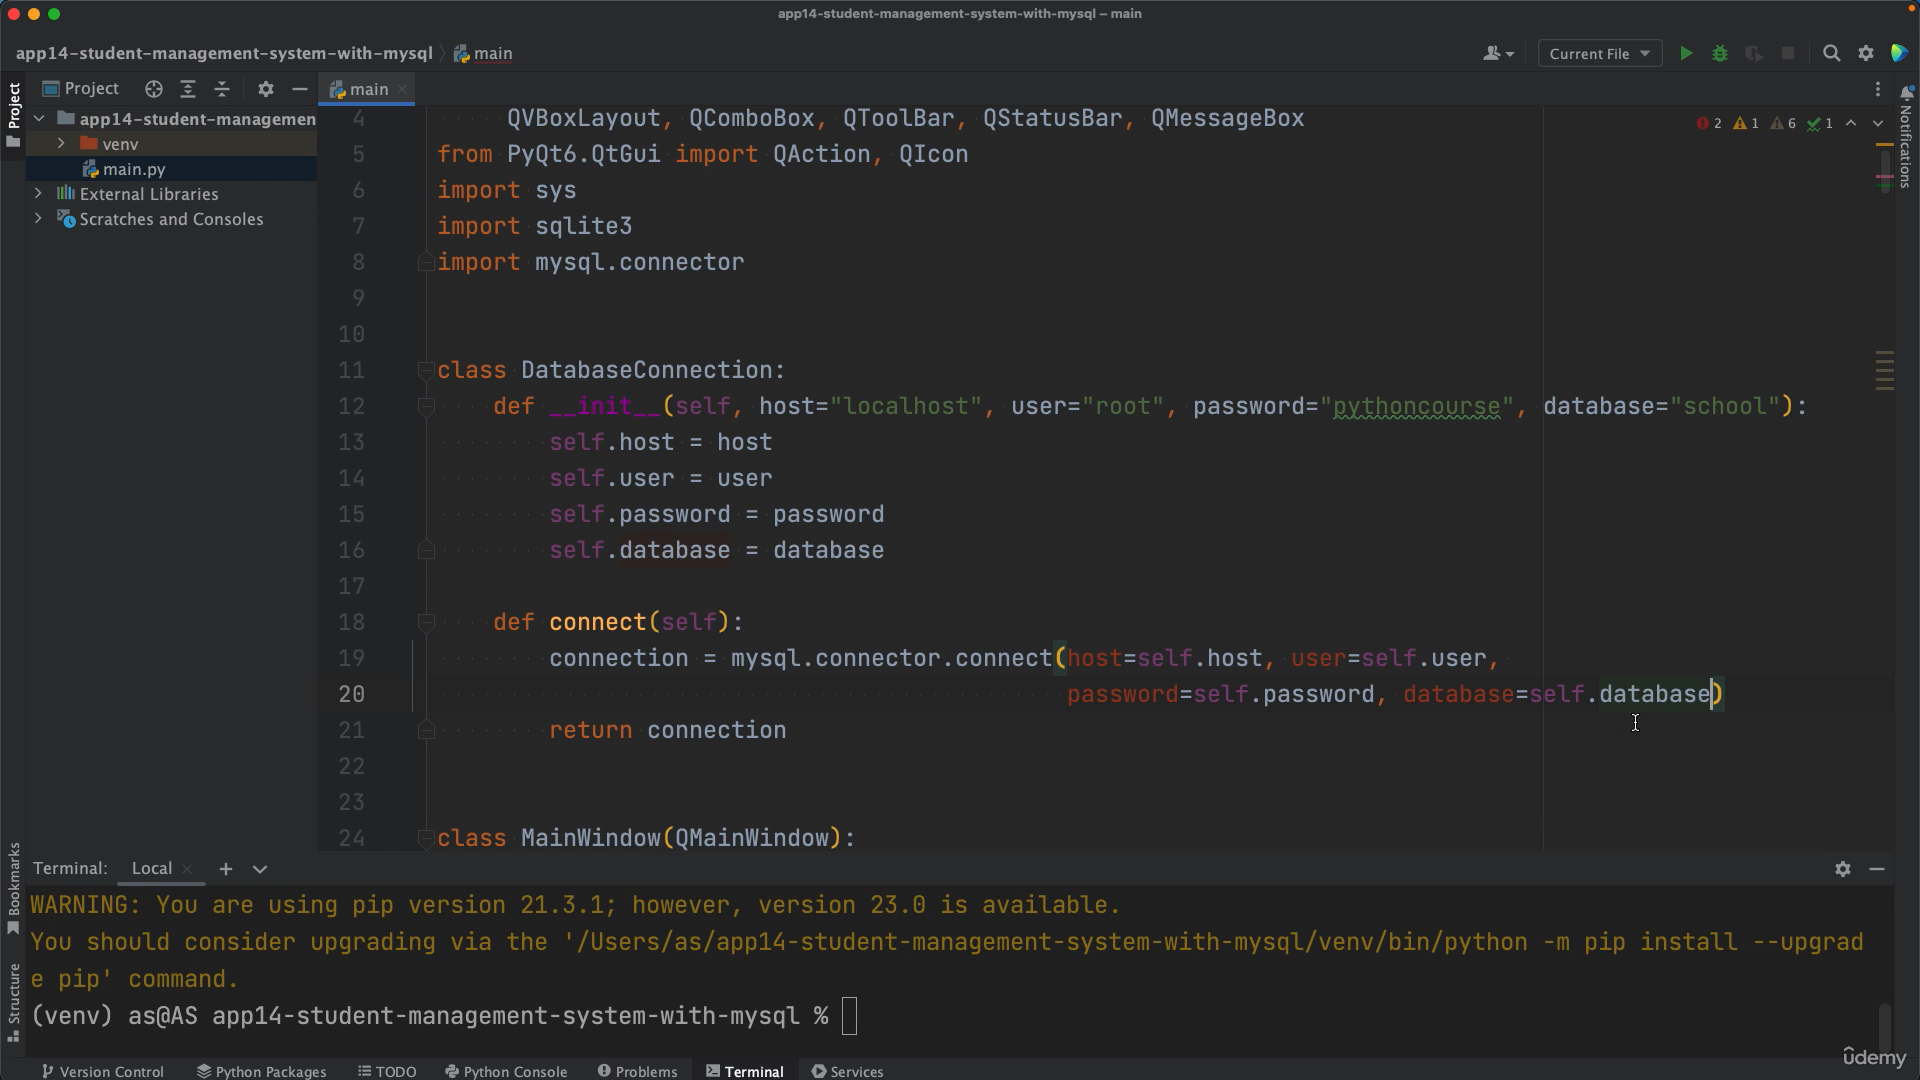 app14-student-management-system-with-mysql – main
app14-student-management-system-with-mysql
main
Current File
Project
Project
main
app14-student-managemen
venv
main.py
External Libraries
Scratches and Consoles
Notifications
2 1 6 1
4 QVBoxLayout, QComboBox, QToolBar, QStatusBar, QMessageBox
5 from PyQt6.QtGui import QAction, QIcon
6 import sys
7 import sqlite3
8 import mysql.connector
9
10
11 class DatabaseConnection:
12 def __init__(self, host="localhost", user="root", password="pythoncourse", database="school"):
13 self.host = host
14 self.user = user
15 self.password = password
16 self.database = database
17
18 def connect(self):
19 connection = mysql.connector.connect(host=self.host, user=self.user,
20 password=self.password, database=self.database)
21 return connection
22
23
24 class MainWindow(QMainWindow):
Bookmarks
Structure
Terminal: Local
WARNING: You are using pip version 21.3.1; however, version 23.0 is available.
You should consider upgrading via the '/Users/as/app14-student-management-system-with-mysql/venv/bin/python -m pip install --upgrad
e pip' command.
(venv) as@AS app14-student-management-system-with-mysql %
Version Control
Python Packages
TODO
Python Console
Problems
Terminal
Services
ûdemy